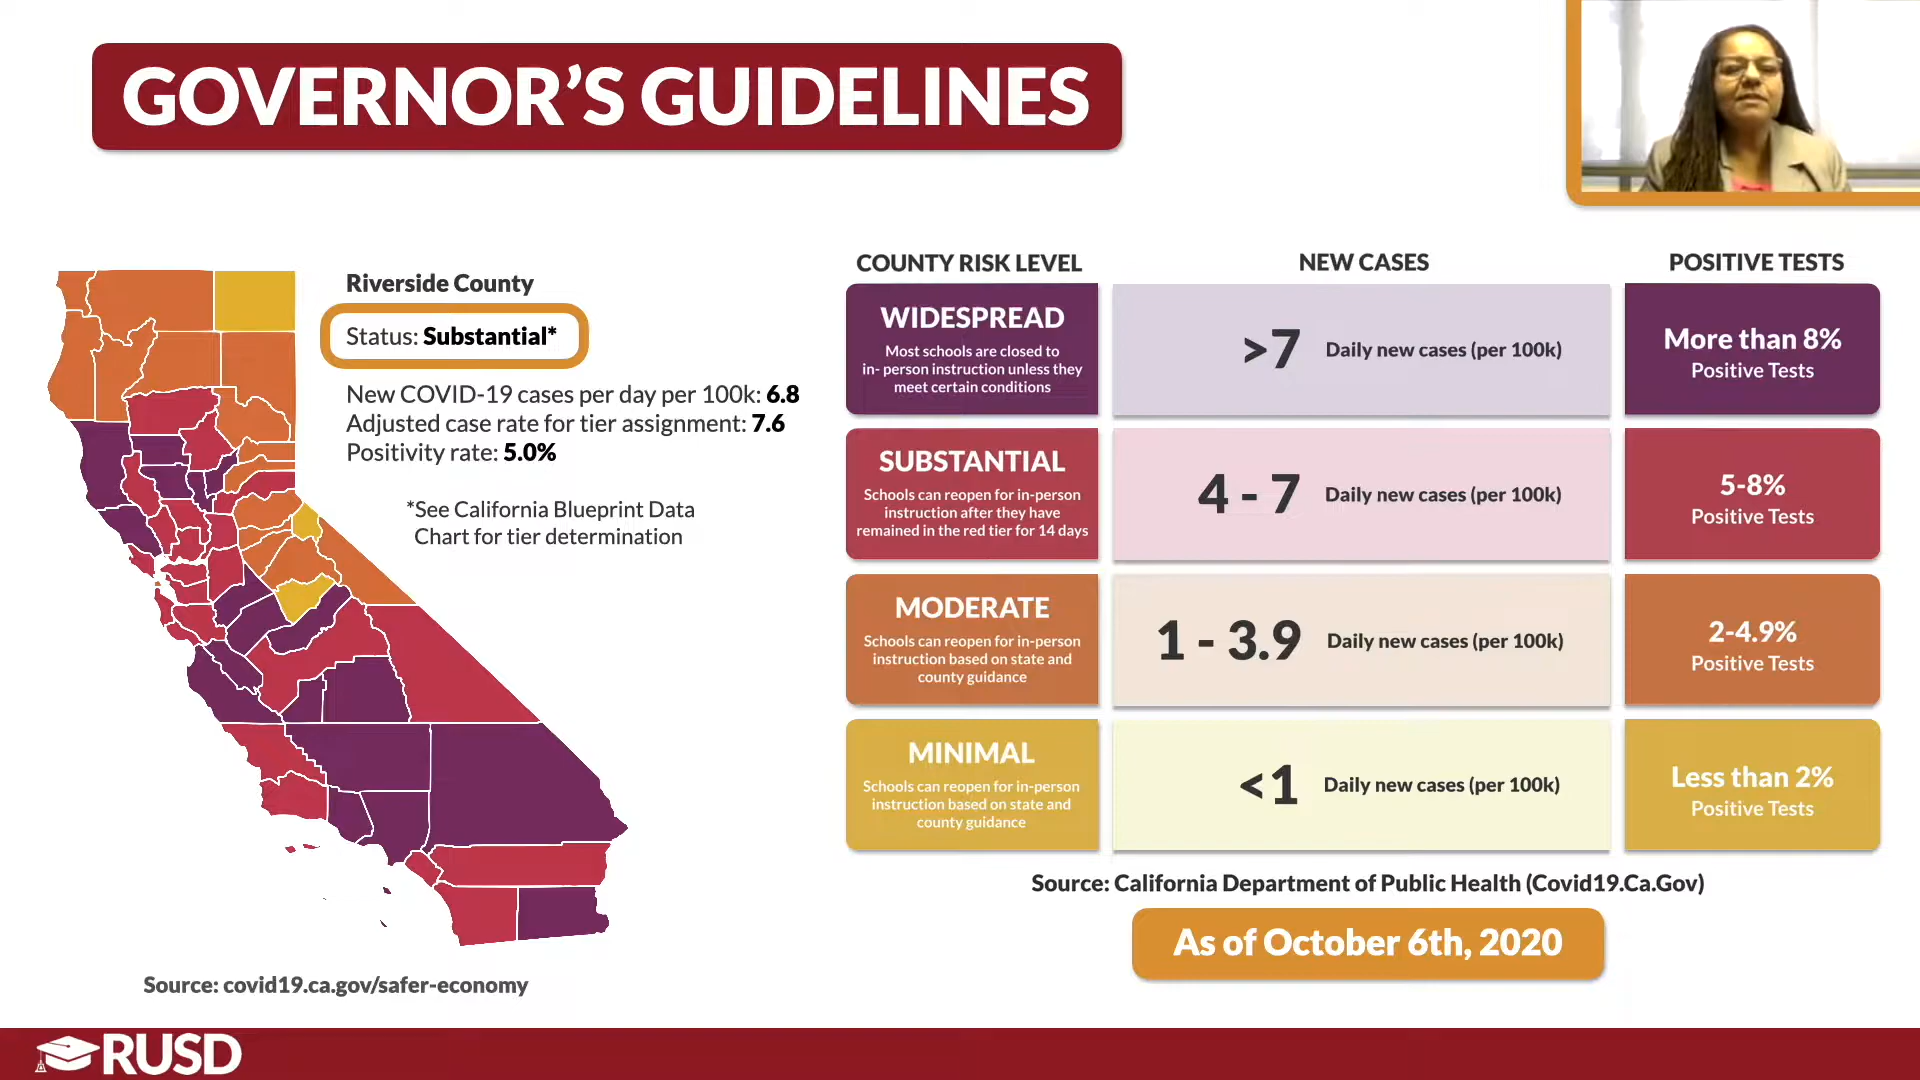 GOVERNOR’S GUIDELINES
Riverside County
Status: Substantial*
New COVID-19 cases per day per 100k: 6.8
Adjusted case rate for tier assignment: 7.6
Positivity rate: 5.0%
*See California Blueprint Data
Chart for tier determination
Source: covid19.ca.gov/safer-economy
COUNTY RISK LEVEL
NEW CASES
POSITIVE TESTS
WIDESPREAD
Most schools are closed to
in- person instruction unless they
meet certain conditions
>7 Daily new cases (per 100k)
More than 8%
Positive Tests
SUBSTANTIAL
Schools can reopen for in-person
instruction after they have
remained in the red tier for 14 days
4 - 7 Daily new cases (per 100k)
5-8%
Positive Tests
MODERATE
Schools can reopen for in-person
instruction based on state and
county guidance
1 - 3.9 Daily new cases (per 100k)
2-4.9%
Positive Tests
MINIMAL
Schools can reopen for in-person
instruction based on state and
county guidance
<1 Daily new cases (per 100k)
Less than 2%
Positive Tests
Source: California Department of Public Health (Covid19.Ca.Gov)
As of October 6th, 2020
RUSD